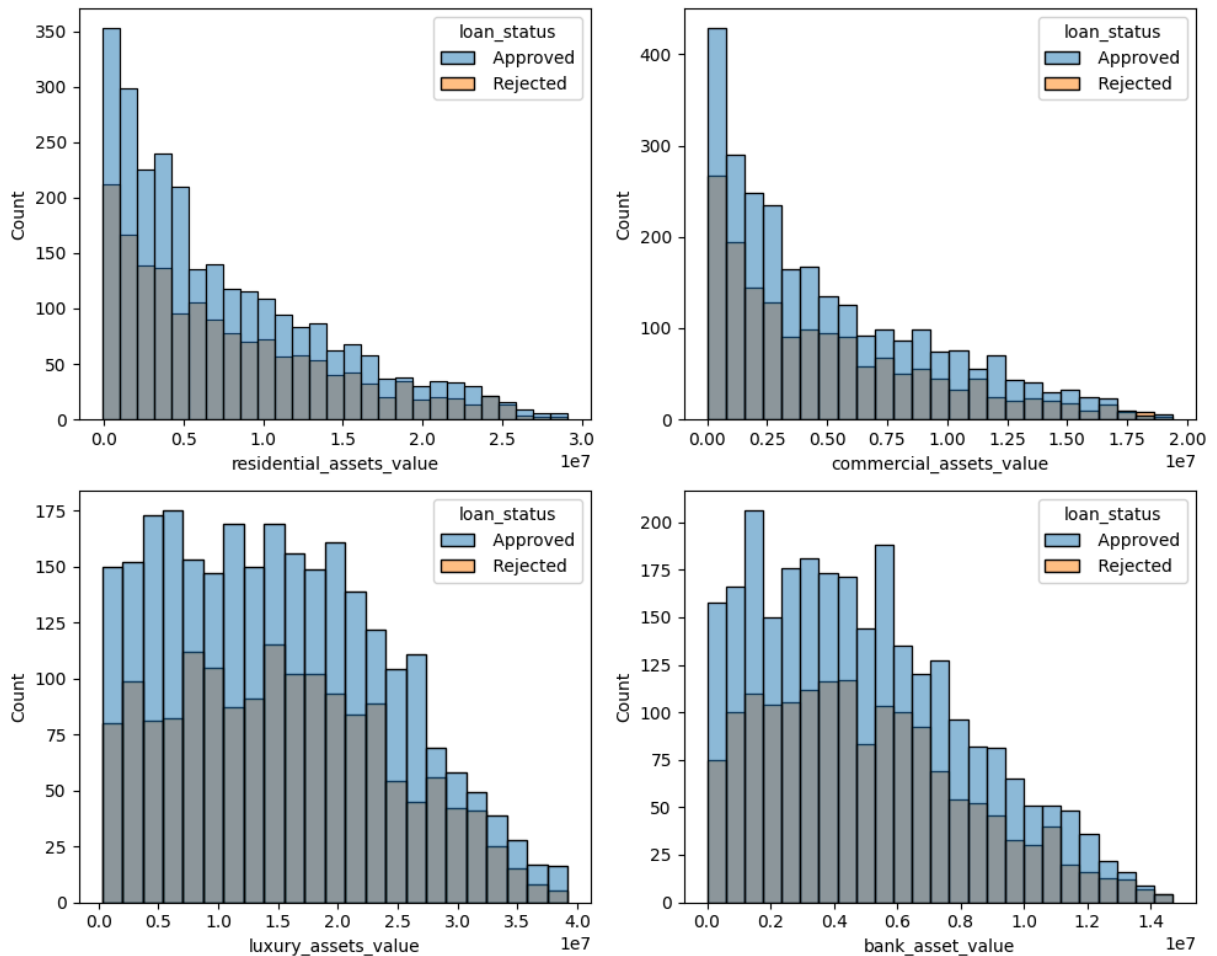 350
300
250
200
150
100
50
0
Count
0.0 0.5 1.0 1.5 2.0 2.5 3.0
1e7
residential_assets_value
loan_status
Approved
Rejected
400
300
200
100
0
Count
0.00 0.25 0.50 0.75 1.00 1.25 1.50 1.75 2.00
1e7
commercial_assets_value
loan_status
Approved
Rejected
175
150
125
100
75
50
25
0
Count
0.0 0.5 1.0 1.5 2.0 2.5 3.0 3.5 4.0
1e7
luxury_assets_value
loan_status
Approved
Rejected
200
175
150
125
100
75
50
25
0
Count
0.0 0.2 0.4 0.6 0.8 1.0 1.2 1.4
1e7
bank_asset_value
loan_status
Approved
Rejected